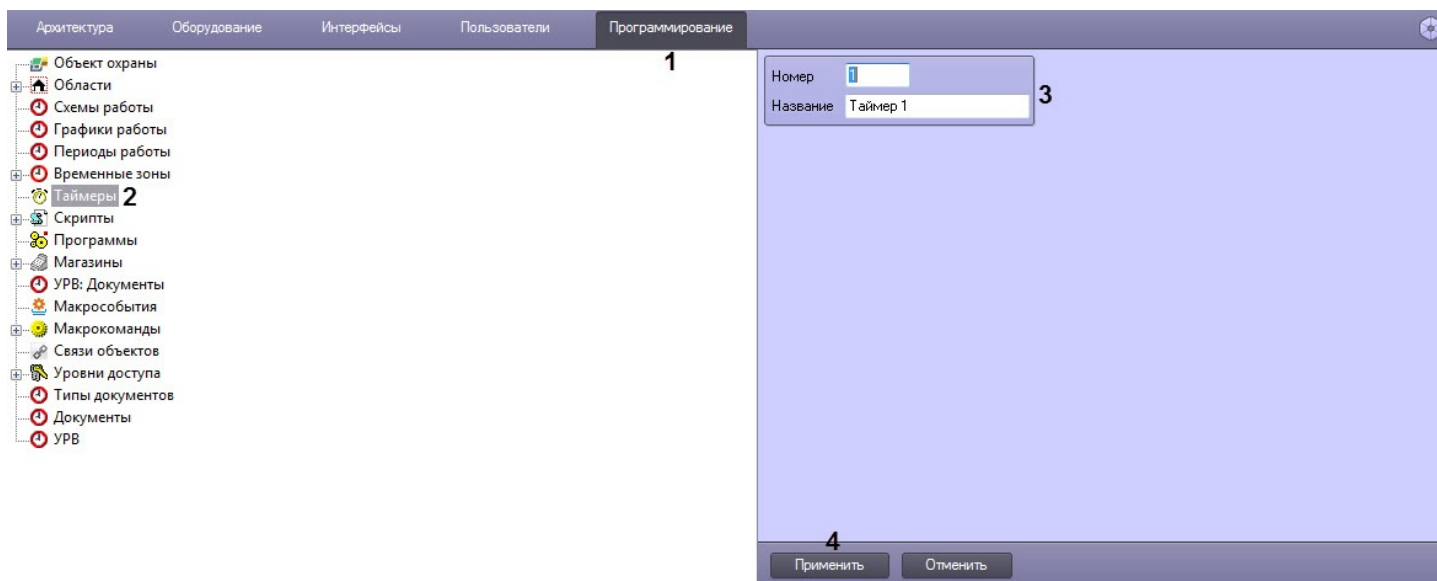 Архитектура Оборудование Интерфейсы Пользователи Программирование
1
Объект охраны
Области
Схемы работы
Графики работы
Периоды работы
Временные зоны
Таймеры 2
Скрипты
Программы
Магазины
УРВ: Документы
Макрособытия
Макрокоманды
Связи объектов
Уровни доступа
Типы документов
Документы
УРВ
Номер 1
Название Таймер 1
3
4
Применить Отменить